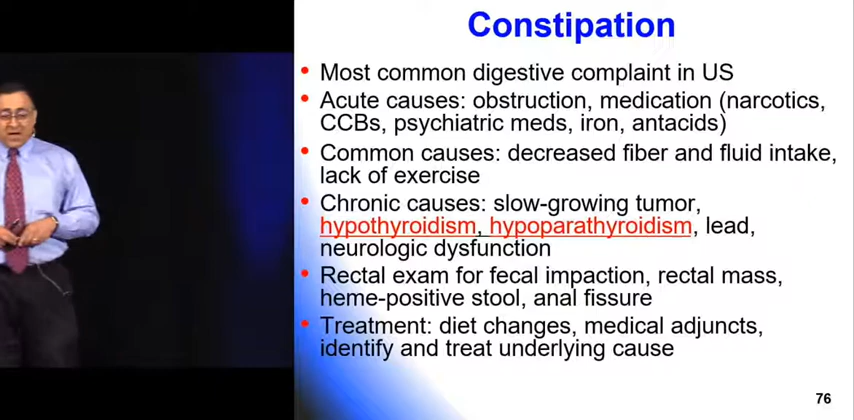 Constipation
• Most common digestive complaint in US
• Acute causes: obstruction, medication (narcotics,
CCBs, psychiatric meds, iron, antacids)
• Common causes: decreased fiber and fluid intake,
lack of exercise
• Chronic causes: slow-growing tumor,
hypothyroidism, hypoparathyroidism, lead,
neurologic dysfunction
• Rectal exam for fecal impaction, rectal mass,
heme-positive stool, anal fissure
• Treatment: diet changes, medical adjuncts,
identify and treat underlying cause
76